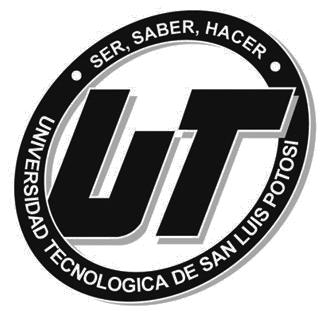 SER, SABER, HACER
UT
UNIVERSIDAD TECNOLOGICA DE SAN LUIS POTOSI